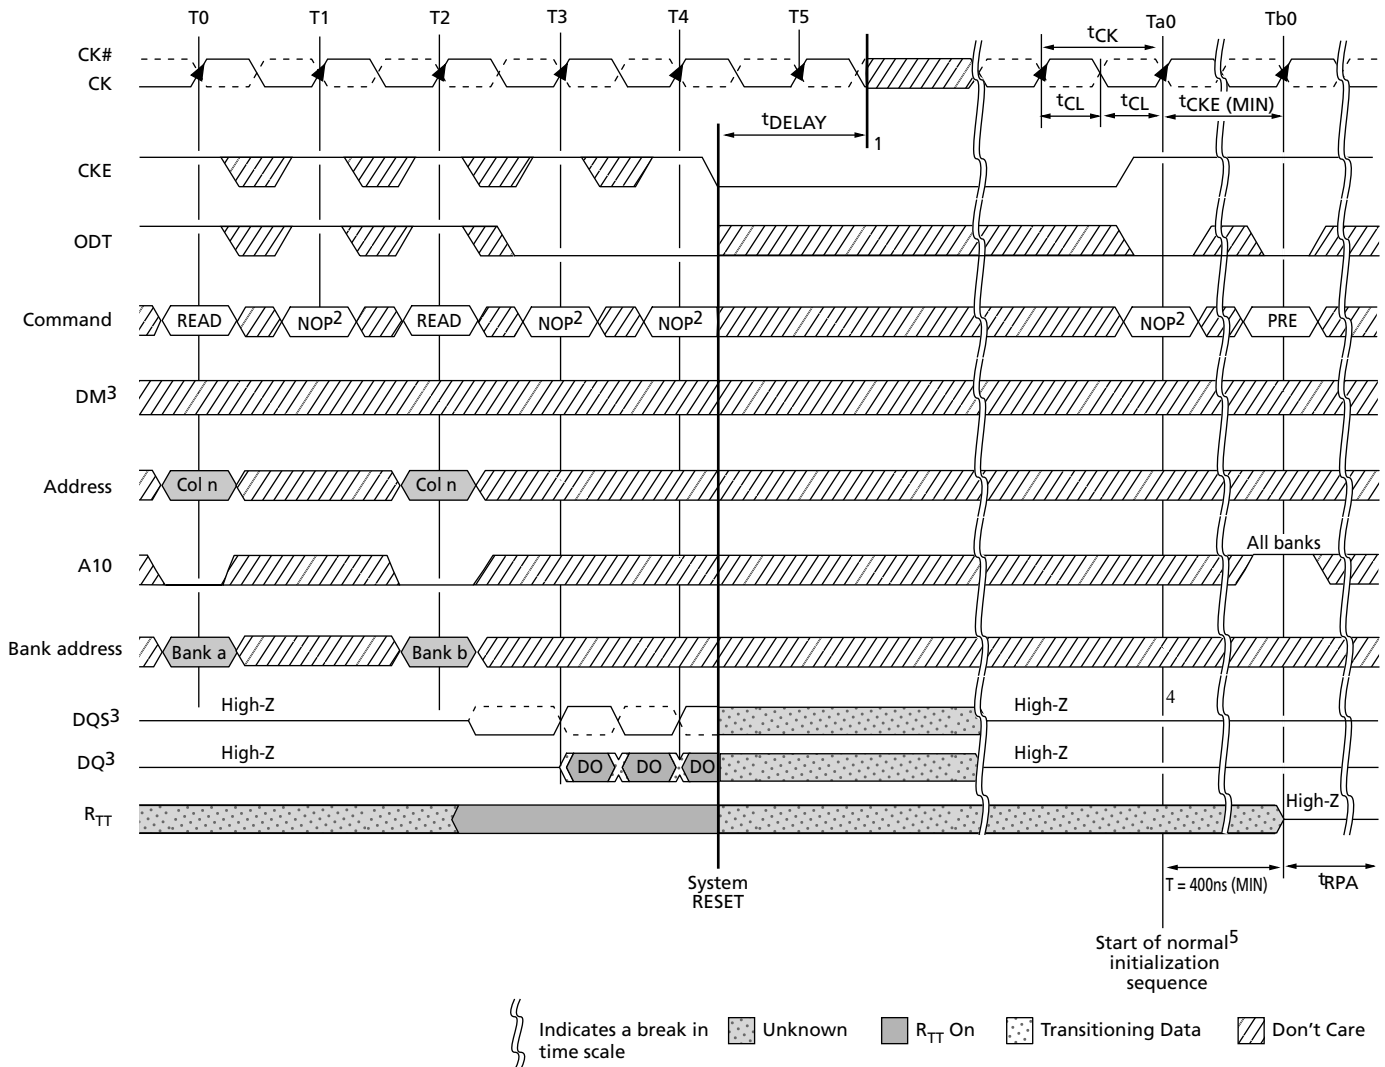 T0 T1 T2 T3 T4 T5 Ta0 Tb0
CK#
CK
tCK
tCL tCL tCKE (MIN)
tDELAY
1
CKE
ODT
Command READ NOP2 READ NOP2 NOP2 NOP2 PRE
DM3
Address Col n Col n
A10 All banks
Bank address Bank a Bank b
4
DQS3 High-Z High-Z
DQ3 High-Z DO DO DO High-Z
RTT High-Z
System
RESET
T = 400ns (MIN) tRPA
Start of normal5
initialization
sequence
Indicates a break in
time scale
Unknown
RTT On
Transitioning Data
Don't Care